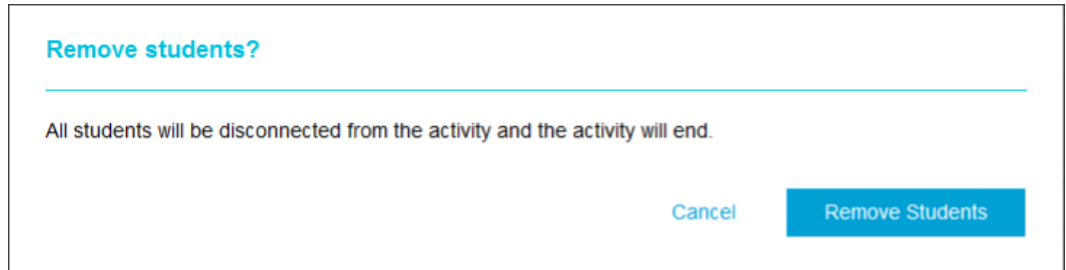 Remove students?
All students will be disconnected from the activity and the activity will end.
Cancel
Remove Students